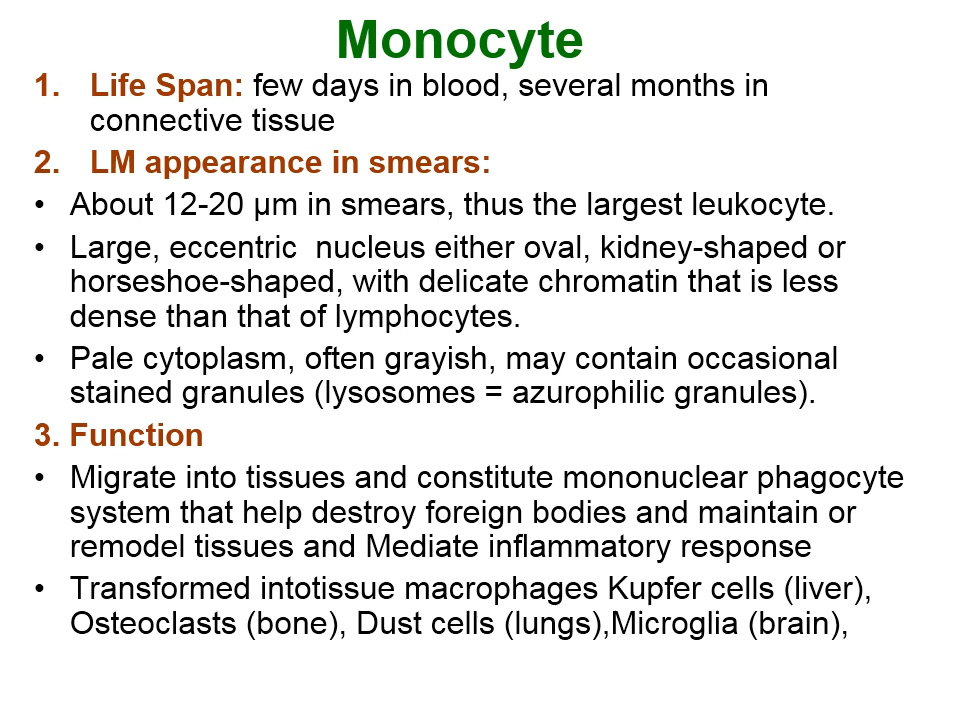 Monocyte
1. Life Span: few days in blood, several months in
connective tissue
2. LM appearance in smears:
• About 12-20 µm in smears, thus the largest leukocyte.
• Large, eccentric  nucleus either oval, kidney-shaped or
horseshoe-shaped, with delicate chromatin that is less
dense than that of lymphocytes.
• Pale cytoplasm, often grayish, may contain occasional
stained granules (lysosomes = azurophilic granules).
3. Function
• Migrate into tissues and constitute mononuclear phagocyte
system that help destroy foreign bodies and maintain or
remodel tissues and Mediate inflammatory response
• Transformed intotissue macrophages Kupfer cells (liver),
Osteoclasts (bone), Dust cells (lungs),Microglia (brain),